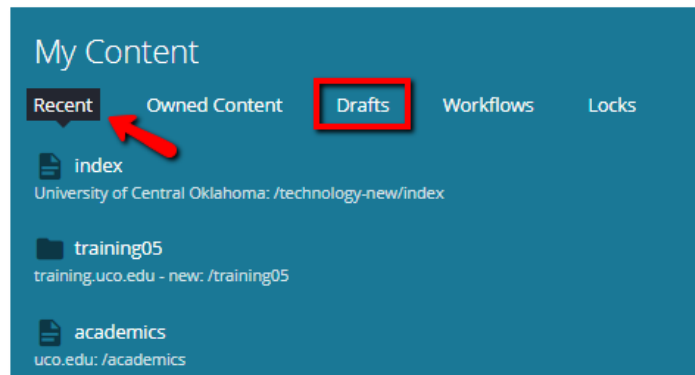 My Content
Recent Owned Content Drafts Workflows Locks
index
University of Central Oklahoma: /technology-new/index
training05
training.uco.edu - new: /training05
academics
uco.edu: /academics